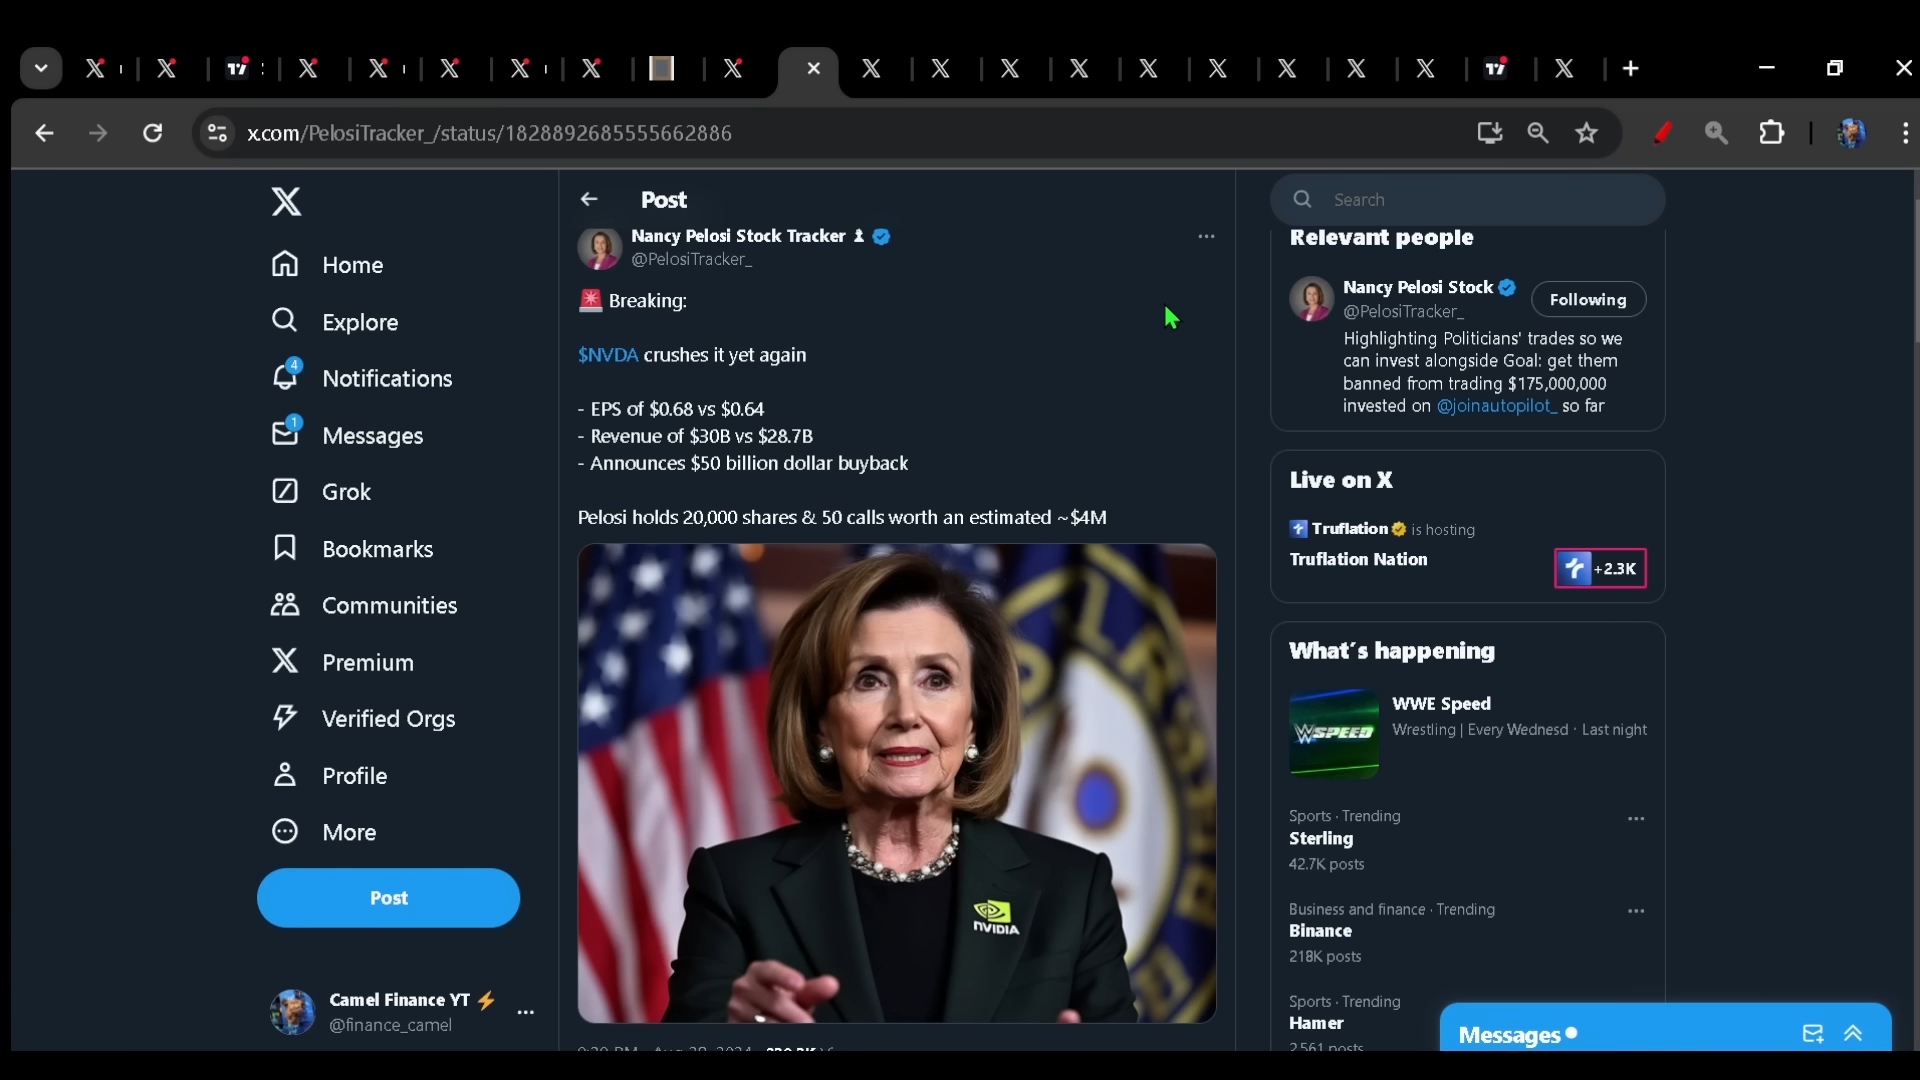 x.com/PelosiTracker_/status/1828892685555662886
Home
Explore
4
Notifications
1
Messages
Grok
Bookmarks
Communities
Premium
Verified Orgs
Profile
More
Post
Camel Finance YT
@finance_camel
Post
Nancy Pelosi Stock Tracker
@PelosiTracker_
Breaking:
$NVDA crushes it yet again
- EPS of $0.68 vs $0.64
- Revenue of $30B vs $28.7B
- Announces $50 billion dollar buyback
Pelosi holds 20,000 shares & 50 calls worth an estimated ~$4M
NVIDIA
Search
Relevant people
Nancy Pelosi Stock
@PelosiTracker_
Following
Highlighting Politicians' trades so we
can invest alongside Goal: get them
banned from trading $175,000,000
invested on @joinautopilot_ so far
Live on X
Truflation is hosting
Truflation Nation
+2.3K
What's happening
WSPEED
WWE Speed
Wrestling | Every Wednesd · Last night
Sports · Trending
Sterling
42.7K posts
Business and finance · Trending
Binance
218K posts
Sports · Trending
Hamer
2,561 posts
Messages